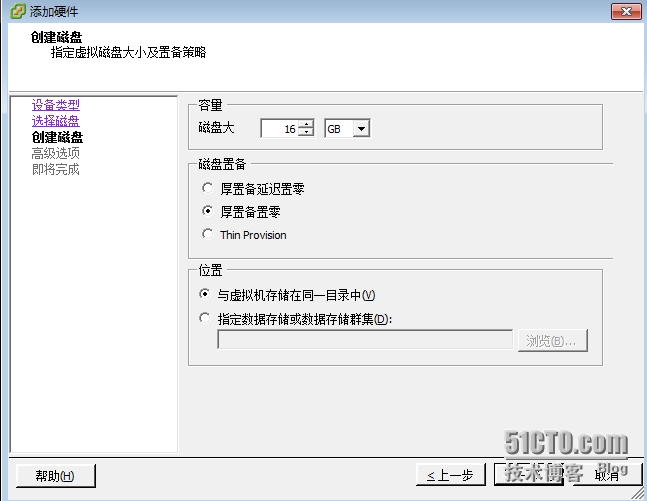 添加硬件
创建磁盘
指定虚拟磁盘大小及置备策略
设备类型
选择磁盘
创建磁盘
高级选项
即将完成
容量
磁盘大
16 GB
磁盘置备
厚置备延迟置零
厚置备置零
Thin Provision
位置
与虚拟机存储在同一目录中(V)
指定数据存储或数据存储群集(D):
浏览(B)...
帮助(H)
≤上一步
取消
51CTO.com
技术博客 Blog